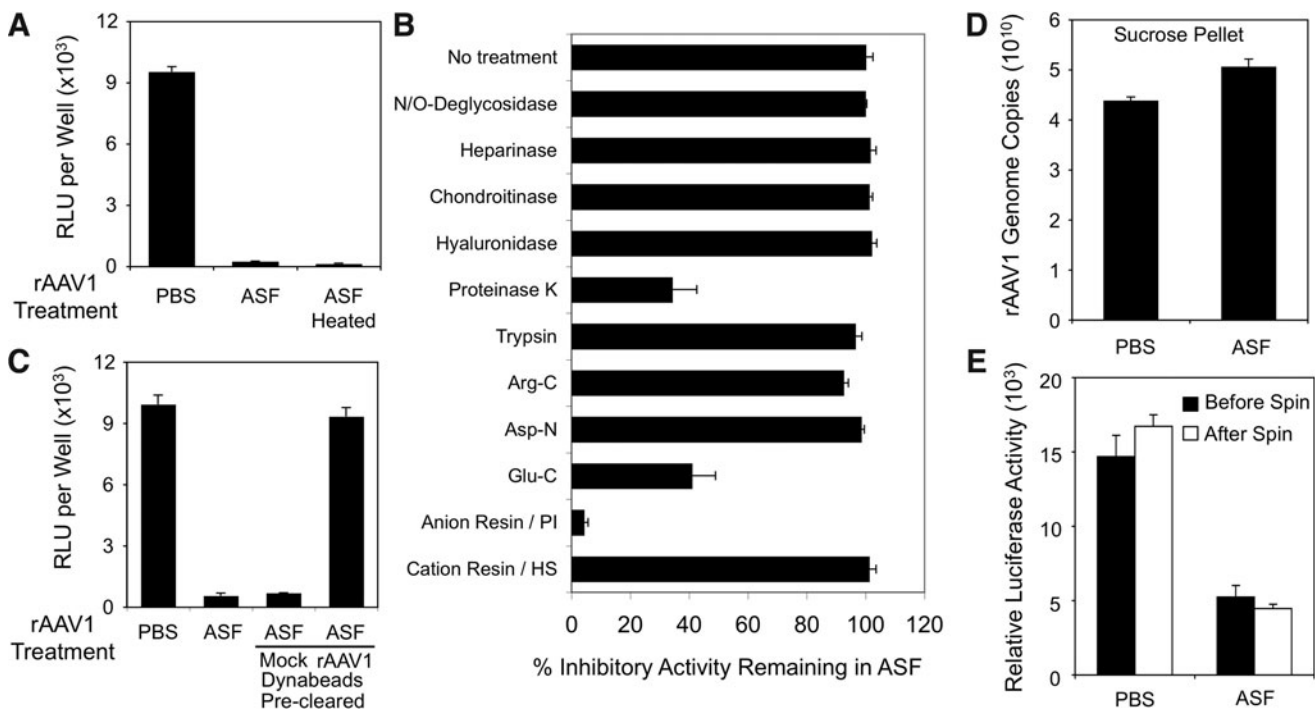 A
RLU per Well (x10³)
12
9
6
3
0
rAAV1
Treatment
PBS
ASF
ASF
Heated
B
No treatment
N/O-Deglycosidase
Heparinase
Chondroitinase
Hyaluronidase
Proteinase K
Trypsin
Arg-C
Asp-N
Glu-C
Anion Resin / PI
Cation Resin / HS
0 20 40 60 80 100 120
% Inhibitory Activity Remaining in ASF
C
RLU per Well (x10³)
12
9
6
3
0
rAAV1
Treatment
PBS ASF ASF ASF
Mock rAAV1
Dynabeads
Pre-cleared
D
Sucrose Pellet
rAAV1 Genome Copies (10¹⁰)
6
5
4
3
2
1
0
PBS ASF
E
Relative Luciferase Activity (10³)
20
15
10
5
0
Before Spin
After Spin
PBS ASF